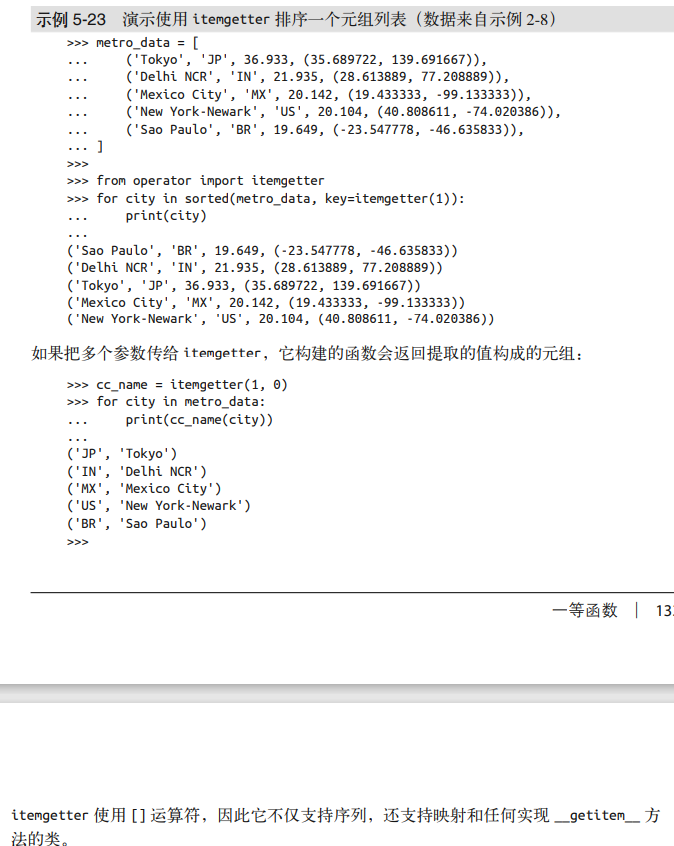 示例 5-23 演示使用 itemgetter 排序一个元组列表（数据来自示例 2-8）
>>> metro_data = [
...     ('Tokyo', 'JP', 36.933, (35.689722, 139.691667)),
...     ('Delhi NCR', 'IN', 21.935, (28.613889, 77.208889)),
...     ('Mexico City', 'MX', 20.142, (19.433333, -99.133333)),
...     ('New York-Newark', 'US', 20.104, (40.808611, -74.020386)),
...     ('Sao Paulo', 'BR', 19.649, (-23.547778, -46.635833)),
... ]
>>>
>>> from operator import itemgetter
>>> for city in sorted(metro_data, key=itemgetter(1)):
...     print(city)
...
('Sao Paulo', 'BR', 19.649, (-23.547778, -46.635833))
('Delhi NCR', 'IN', 21.935, (28.613889, 77.208889))
('Tokyo', 'JP', 36.933, (35.689722, 139.691667))
('Mexico City', 'MX', 20.142, (19.433333, -99.133333))
('New York-Newark', 'US', 20.104, (40.808611, -74.020386))
如果把多个参数传给 itemgetter，它构建的函数会返回提取的值构成的元组：
>>> cc_name = itemgetter(1, 0)
>>> for city in metro_data:
...     print(cc_name(city))
...
('JP', 'Tokyo')
('IN', 'Delhi NCR')
('MX', 'Mexico City')
('US', 'New York-Newark')
('BR', 'Sao Paulo')
>>>
一等函数 ｜
itemgetter 使用 [] 运算符，因此它不仅支持序列，还支持映射和任何实现 __getitem__ 方
法的类。